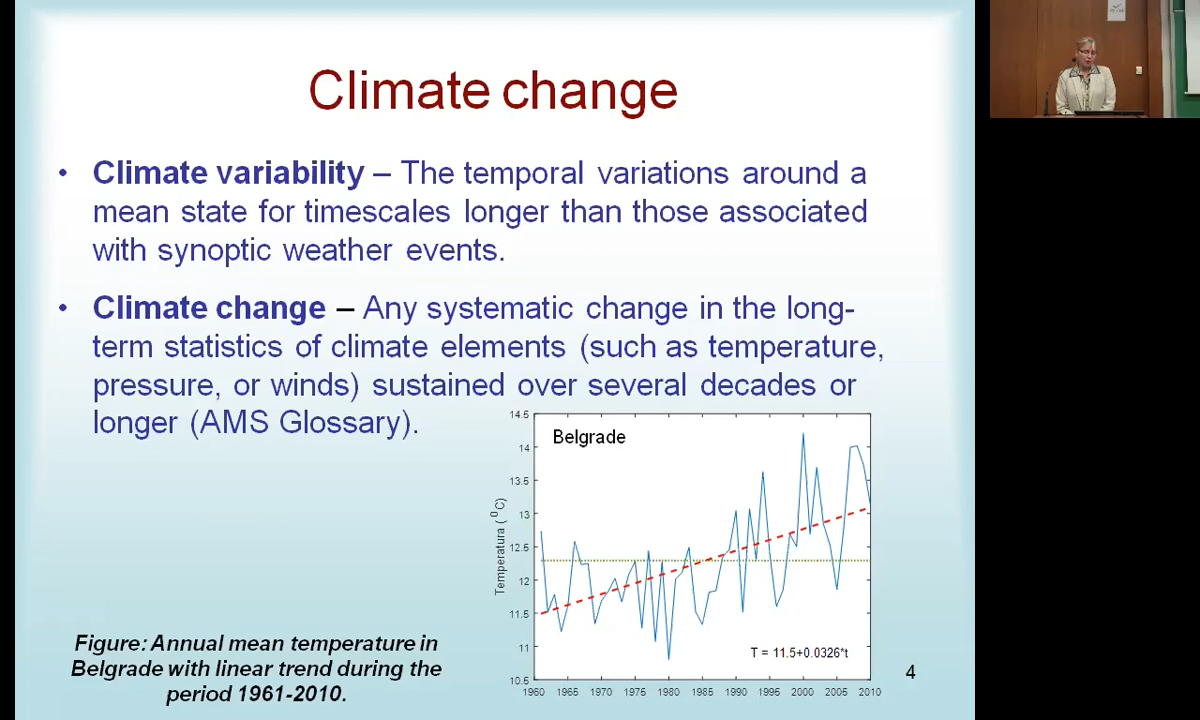 Climate change
• Climate variability – The temporal variations around a
mean state for timescales longer than those associated
with synoptic weather events.
• Climate change – Any systematic change in the long-
term statistics of climate elements (such as temperature,
pressure, or winds) sustained over several decades or
longer (AMS Glossary).
Belgrade
Temperatura (⁰C)
14.5
14
13.5
13
12.5
12
11.5
11
10.5
T = 11.5+0.0326*t
1960 1965 1970 1975 1980 1985 1990 1995 2000 2005 2010
Figure: Annual mean temperature in
Belgrade with linear trend during the
period 1961-2010.
4